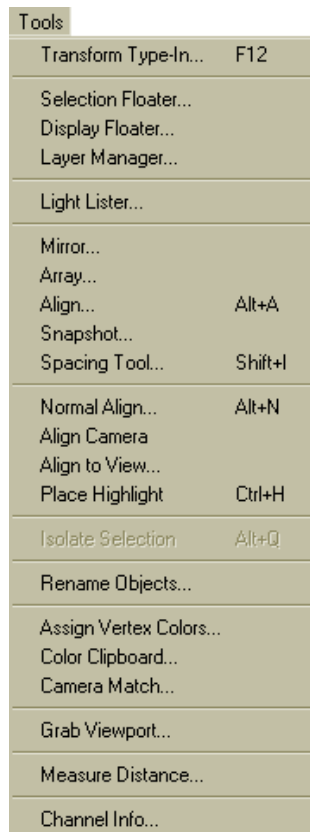 Tools
Transform Type-In... F12
Selection Floater...
Display Floater...
Layer Manager...
Light Lister...
Mirror...
Array...
Align... Alt+A
Snapshot...
Spacing Tool... Shift+I
Normal Align... Alt+N
Align Camera
Align to View...
Place Highlight Ctrl+H
Isolate Selection Alt+Q
Rename Objects...
Assign Vertex Colors...
Color Clipboard...
Camera Match...
Grab Viewport...
Measure Distance...
Channel Info...